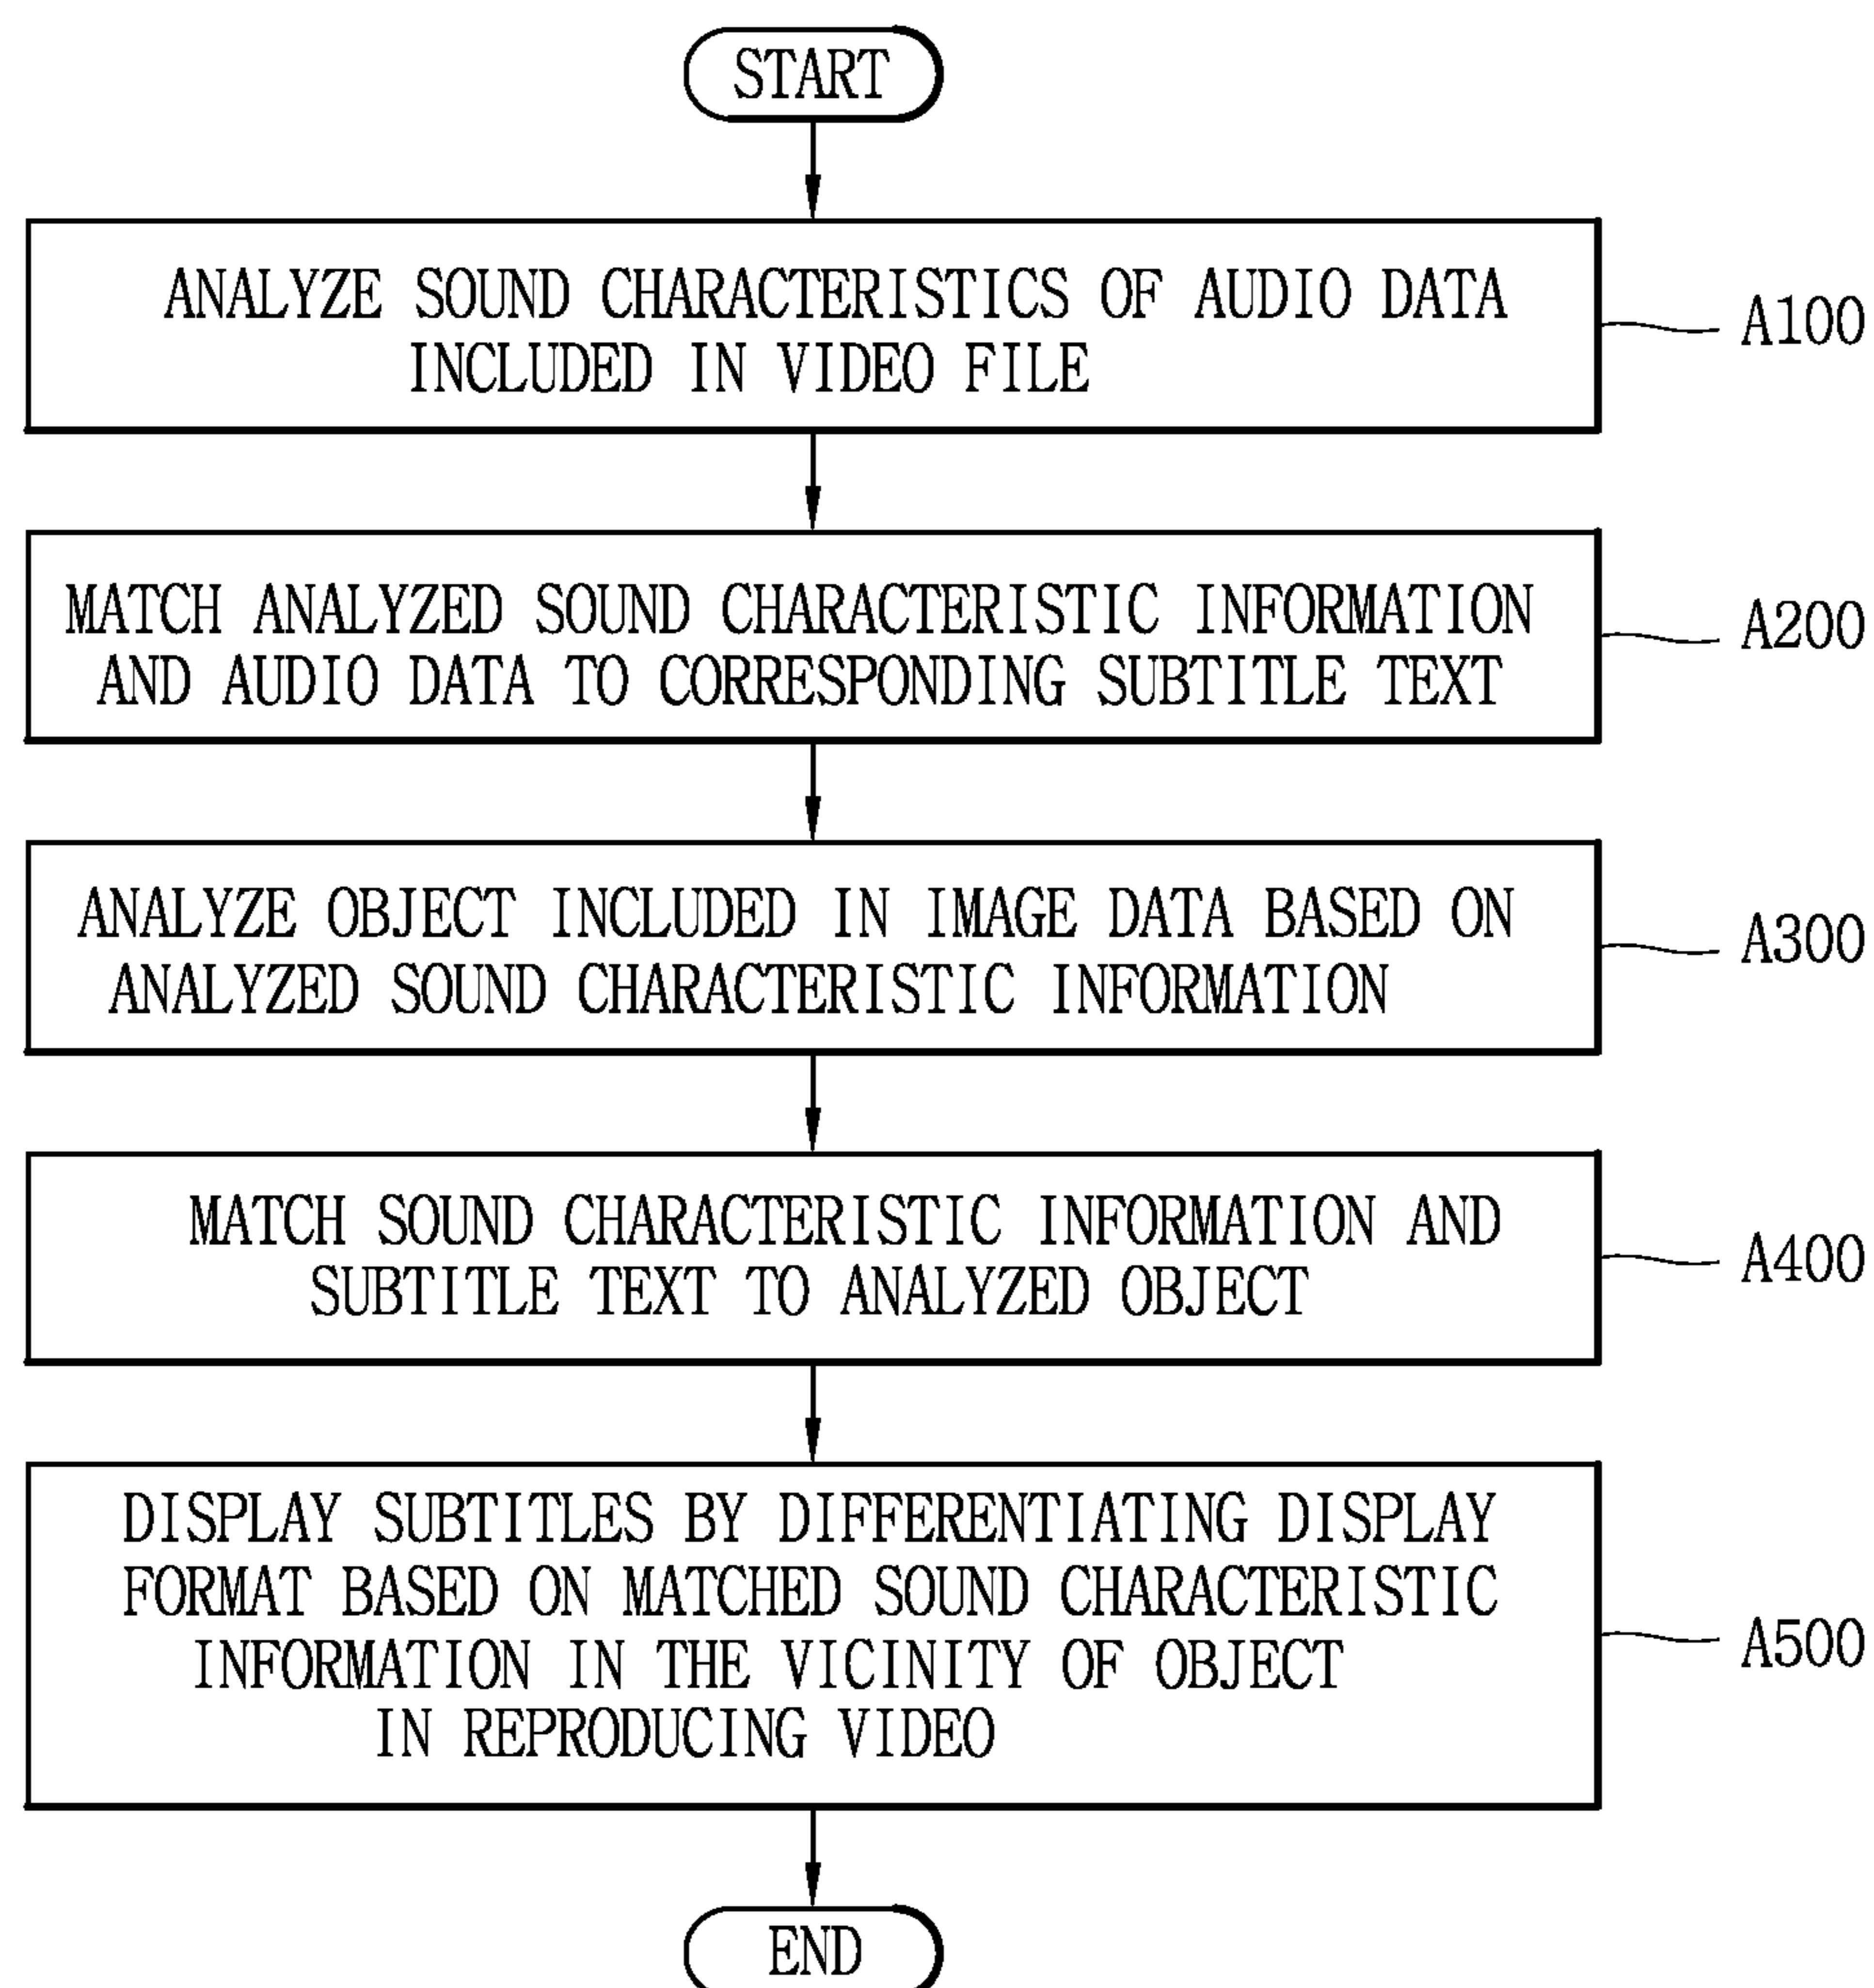 START
ANALYZE SOUND CHARACTERISTICS OF AUDIO DATA
INCLUDED IN VIDEO FILE
A100
MATCH ANALYZED SOUND CHARACTERISTIC INFORMATION
AND AUDIO DATA TO CORRESPONDING SUBTITLE TEXT
A200
ANALYZE OBJECT INCLUDED IN IMAGE DATA BASED ON
ANALYZED SOUND CHARACTERISTIC INFORMATION
A300
MATCH SOUND CHARACTERISTIC INFORMATION AND
SUBTITLE TEXT TO ANALYZED OBJECT
A400
DISPLAY SUBTITLES BY DIFFERENTIATING DISPLAY
FORMAT BASED ON MATCHED SOUND CHARACTERISTIC
INFORMATION IN THE VICINITY OF OBJECT
IN REPRODUCING VIDEO
A500
END